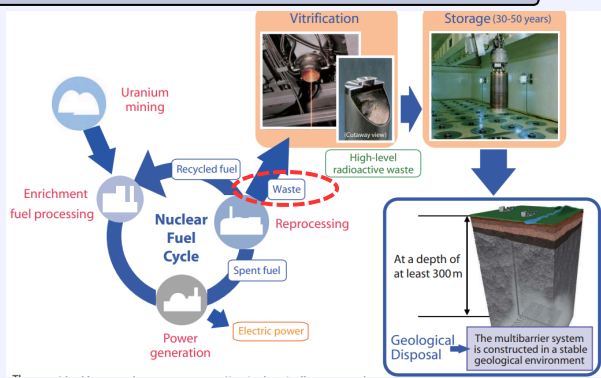 Vitrification
Storage (30-50 years)
Uranium
mining
(Cutaway view)
High-level
radioactive waste
Recycled fuel
Waste
Enrichment
fuel processing
Nuclear
Fuel
Cycle
Reprocessing
Spent fuel
Power
generation
Electric power
At a depth of
at least 300 m
Geological
Disposal
The multibarrier system
is constructed in a stable
geological environment